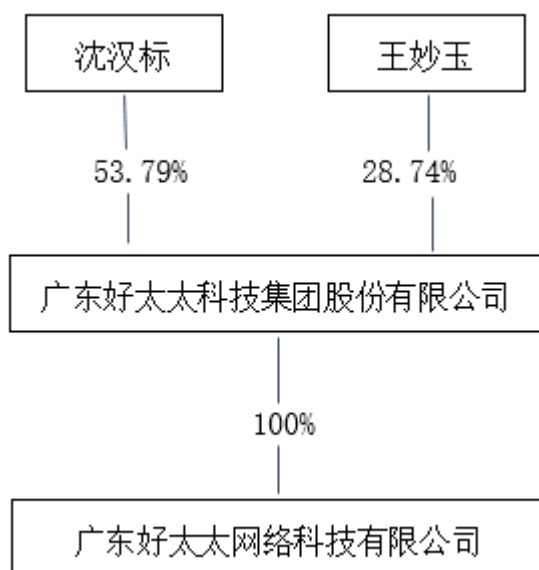 沈汉标
王妙玉
53.79%
28.74%
广东好太太科技集团股份有限公司
100%
广东好太太网络科技有限公司